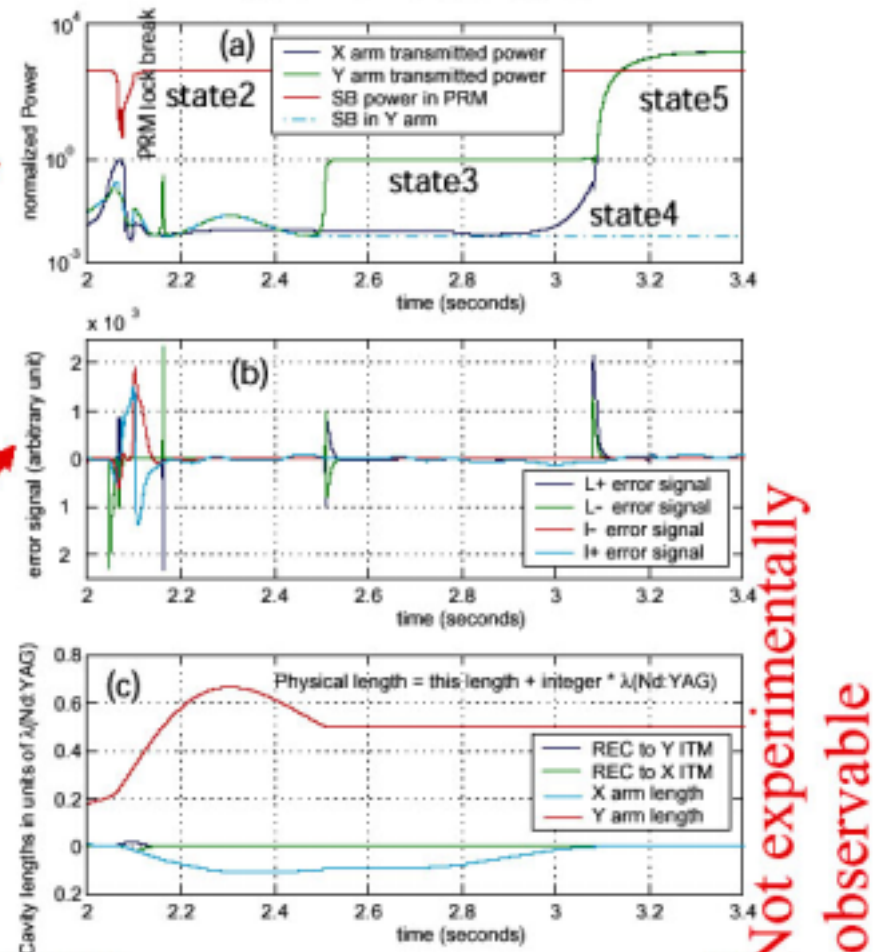 10⁴
(a)
PRM lock break
state2
X arm transmitted power
Y arm transmitted power
SB power in PRM
SB in Y arm
state5
normalized Power
10⁰
state3
state4
10⁻³
2 2.2 2.4 2.6 2.8 3 3.2 3.4
time (seconds)
x 10³
(b)
error signal (arbitrary unit)
2
1
0
1
2
L+ error signal
L- error signal
l- error signal
l+ error signal
2 2.2 2.4 2.6 2.8 3 3.2 3.4
time (seconds)
Cavity lengths in units of λ(Nd:YAG)
0.8
(c)
Physical length = this length + integer * λ(Nd:YAG)
0.6
0.4
0.2
0
0.2
REC to Y ITM
REC to X ITM
X arm length
Y arm length
2 2.2 2.4 2.6 2.8 3 3.2 3.4
time (seconds)
Not experimentally
observable